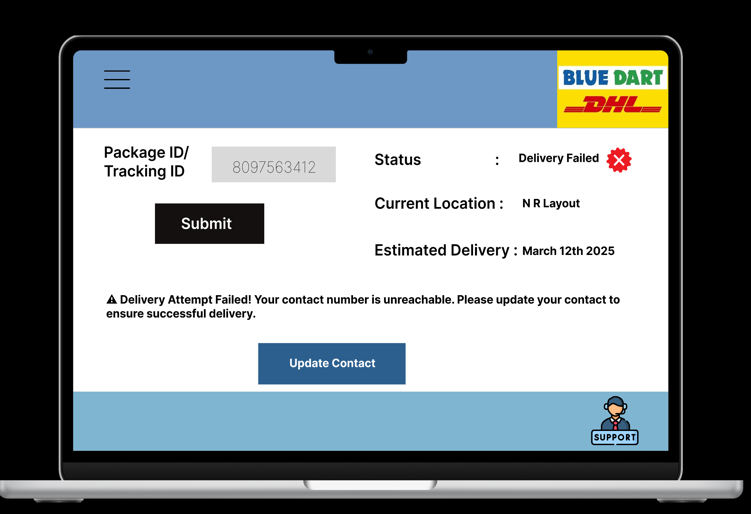 BLUE DART
DHL
Package ID/
Tracking ID
8097563412
Submit
Status : Delivery Failed
Current Location : N R Layout
Estimated Delivery : March 12th 2025
⚠ Delivery Attempt Failed! Your contact number is unreachable. Please update your contact to
ensure successful delivery.
Update Contact
SUPPORT